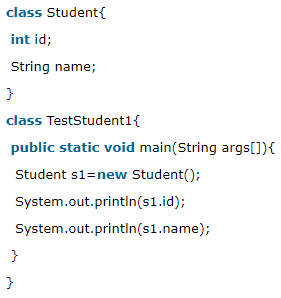 class Student{
int id;
String name;
}
class TestStudent1{
public static void main(String args[]){
Student s1=new Student();
System.out.println(s1.id);
System.out.println(s1.name);
}
}